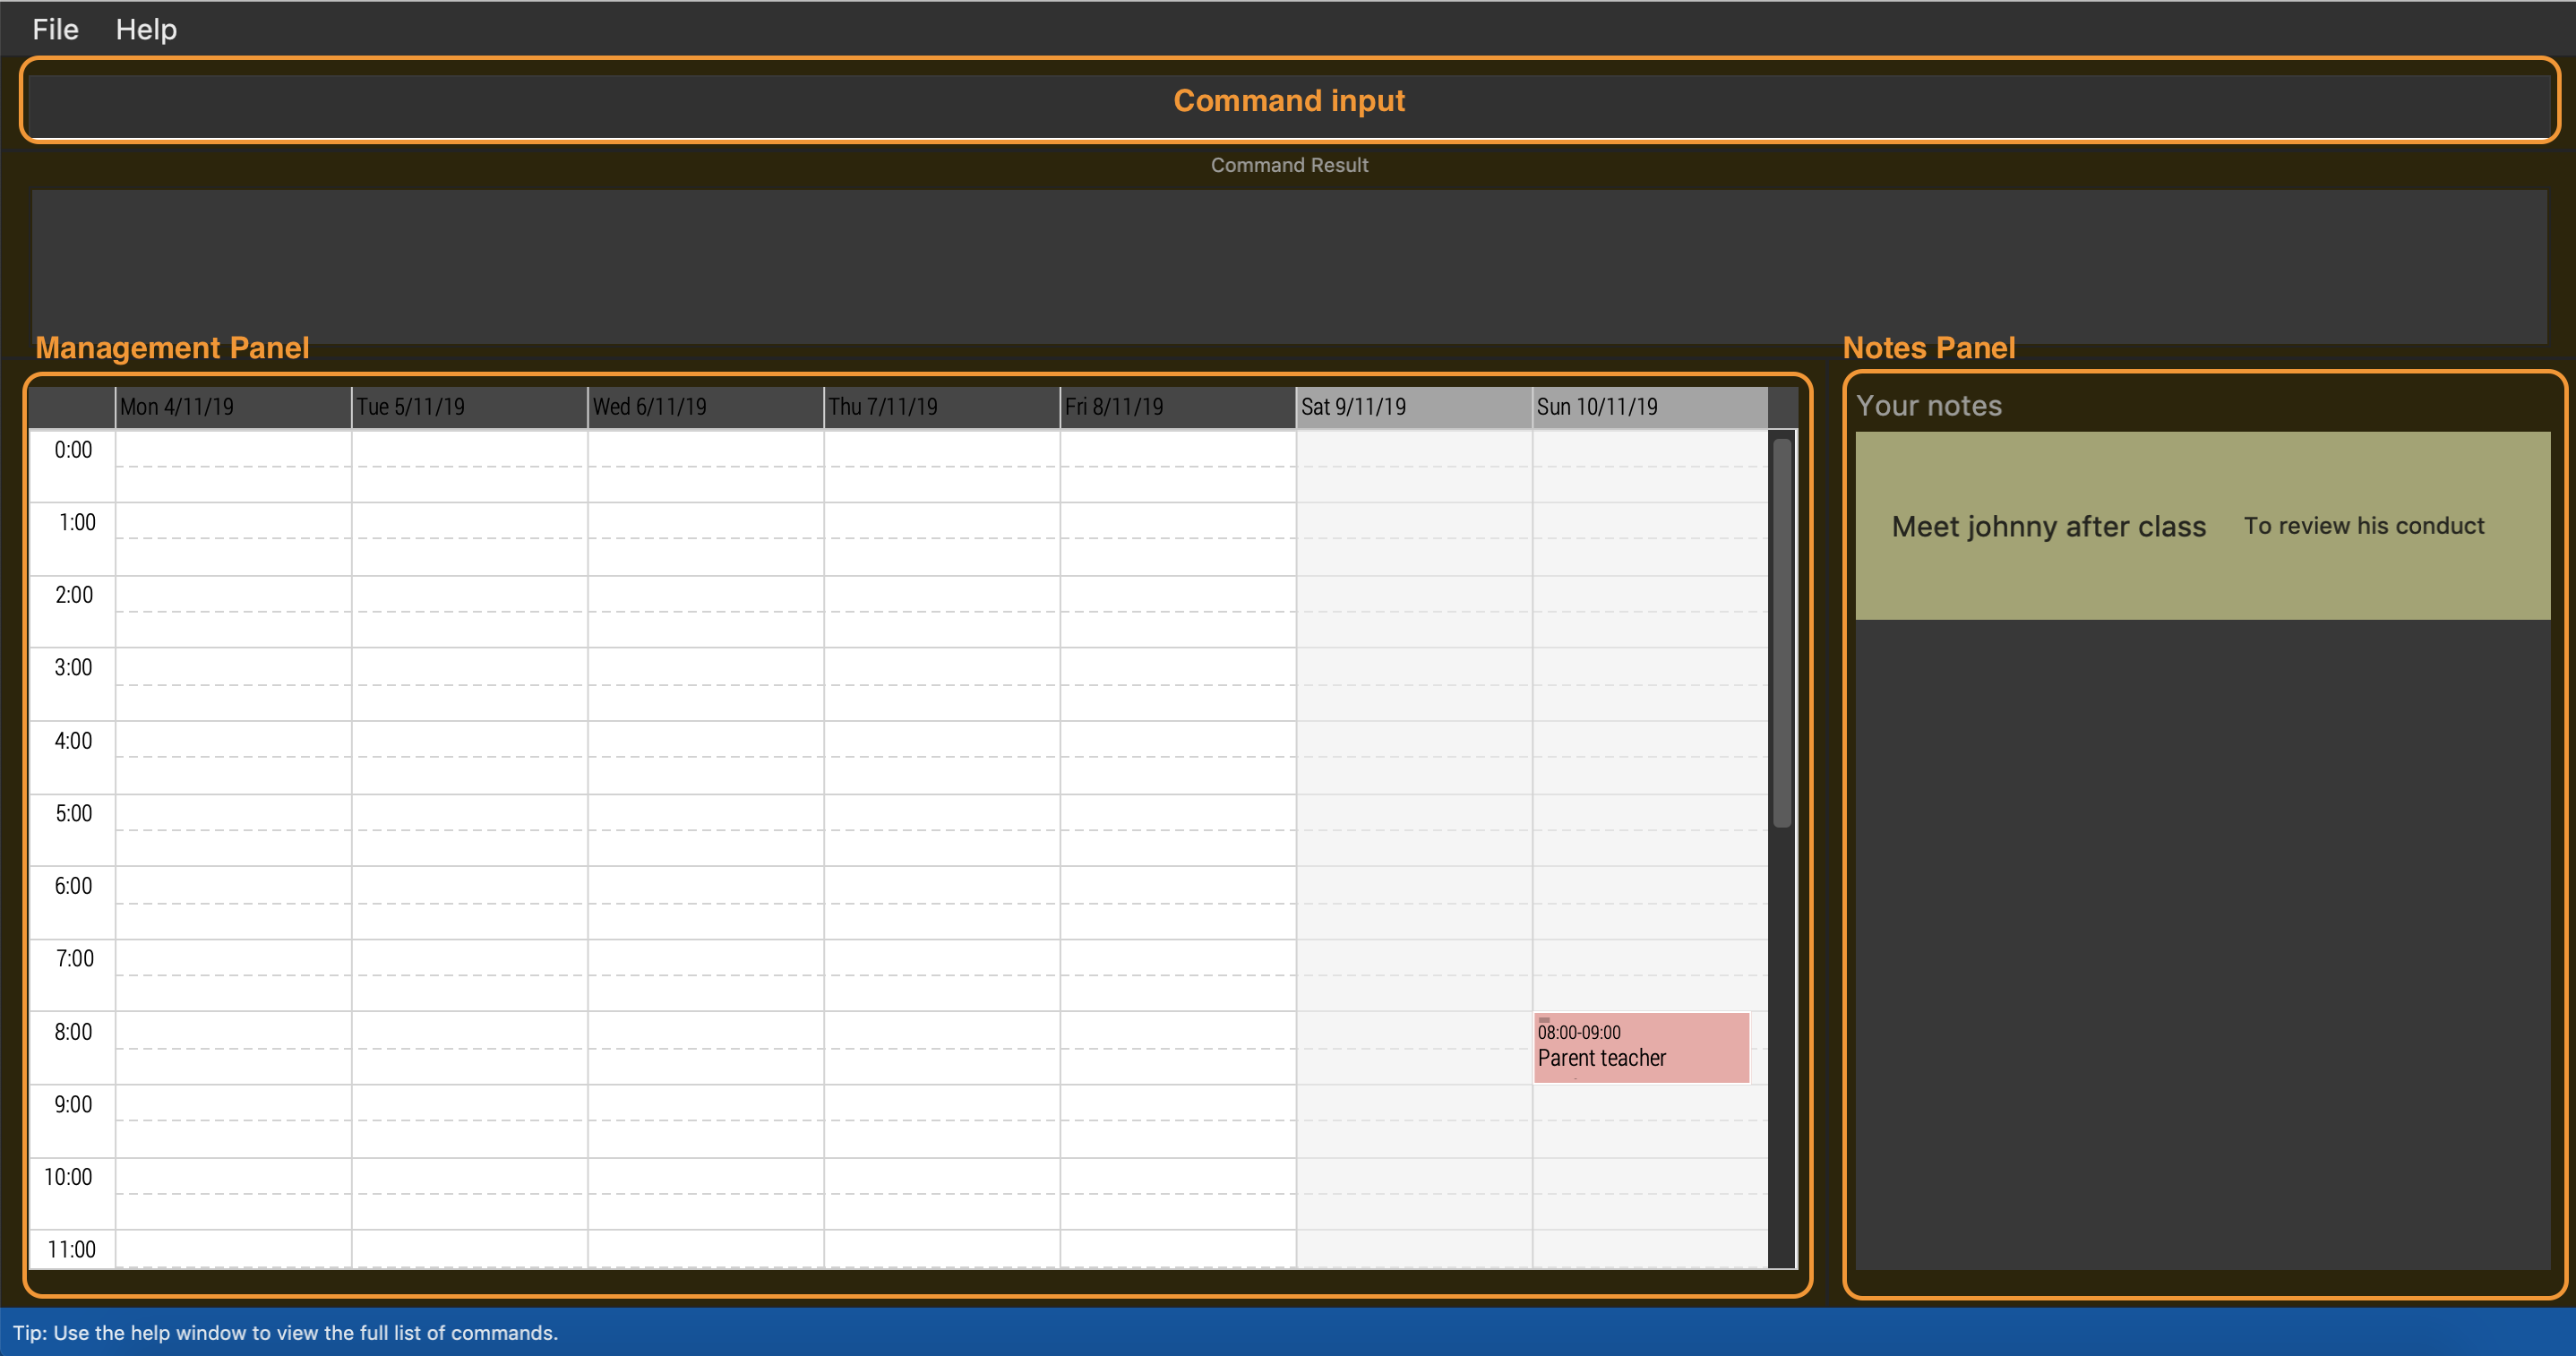 File Help
Command input
Command Result
Management Panel
Notes Panel
Mon 4/11/19 Tue 5/11/19 Wed 6/11/19 Thu 7/11/19 Fri 8/11/19 Sat 9/11/19 Sun 10/11/19
Your notes
0:00
1:00
Meet johnny after class To review his conduct
2:00
3:00
4:00
5:00
6:00
7:00
8:00
08:00-09:00
Parent teacher
9:00
10:00
11:00
Tip: Use the help window to view the full list of commands.